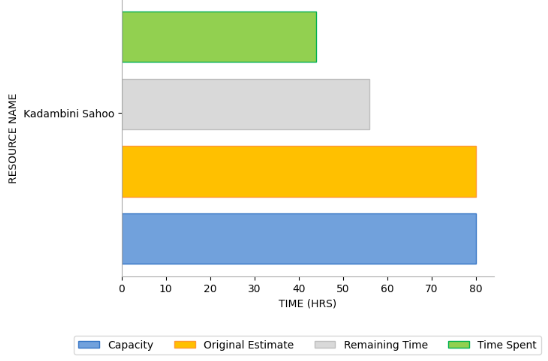 RESOURCE NAME
Kadambini Sahoo
0 10 20 30 40 50 60 70 80
TIME (HRS)
Capacity Original Estimate Remaining Time Time Spent